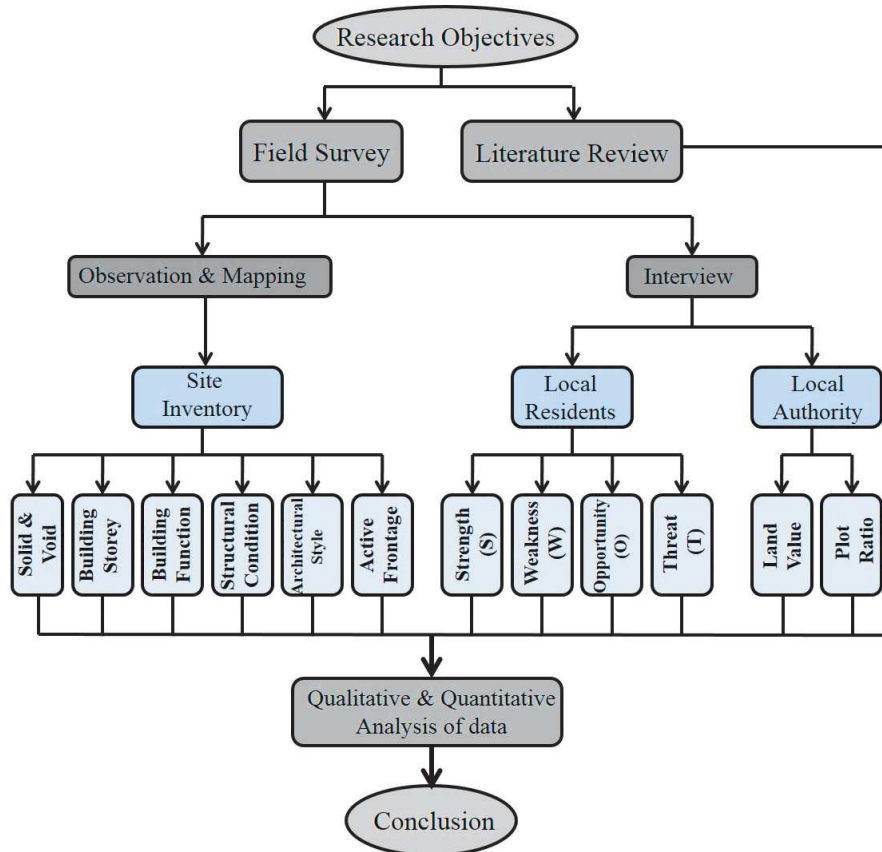 Research Objectives
Field Survey
Literature Review
Observation & Mapping
Interview
Site
Inventory
Local
Residents
Local
Authority
Solid &
Void
Building
Storey
Building
Function
Structural
Condition
Architectural
Style
Active
Frontage
Strength
(S)
Weakness
(W)
Opportunity
(O)
Threat
(T)
Land
Value
Plot
Ratio
Qualitative & Quantitative
Analysis of data
Conclusion